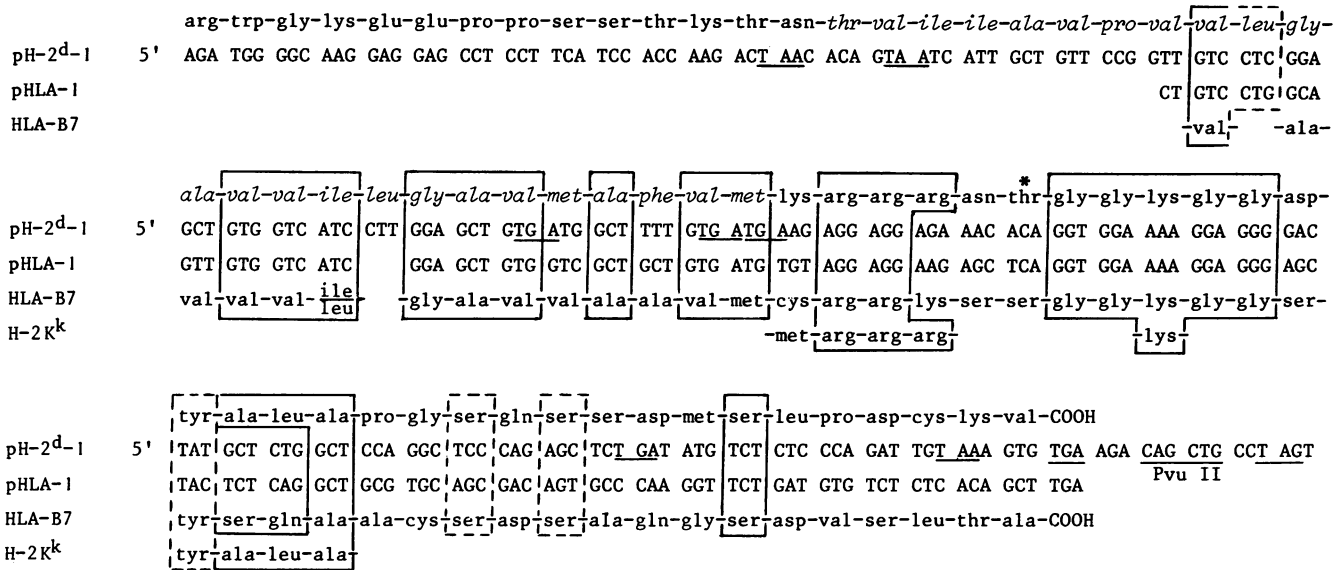 arg-trp-gly-lys-glu-glu-pro-pro-ser-ser-thr-lys-thr-asn-thr-val-ile-ile-ala-val-pro-val-val-leu-gly-
pH-2d-1 5' AGA TGG GGC AAG GAG GAG CCT CCT TCA TCC ACC AAG ACT AAC ACA GTA ATC ATT GCT GTT CCG GTT GTC CTC GGA
pHLA-1 CT GTC CTG GCA
HLA-B7 -val- -ala-
ala-val-val-ile-leu-gly-ala-val-met-ala-phe-val-met-lys-arg-arg-arg-asn-thr*-gly-gly-lys-gly-gly-asp-
pH-2d-1 5' GCT GTG GTC ATC CTT GGA GCT GTG ATG GCT TTT GTG ATG AAG AGG AGG AGA AAC ACA GGT GGA AAA GGA GGG GAC
pHLA-1 GTT GTG GTC ATC GGA GCT GTG GTC GCT GCT GTG ATG TGT AGG AGG AAG AGC TCA GGT GGA AAA GGA GGG AGC
HLA-B7 val-val-val-ile/leu gly-ala-val-val-ala-ala-val-met-cys-arg-arg-lys-ser-ser-gly-gly-lys-gly-gly-ser-
H-2Kk -met-arg-arg-arg- -lys-
tyr-ala-leu-ala-pro-gly-ser-gln-ser-ser-asp-met-ser-leu-pro-asp-cys-lys-val-COOH
pH-2d-1 5' TAT GCT CTG GCT CCA GGC TCC CAG AGC TCT GAT ATG TCT CTC CCA GAT TGT AAA GTG TGA AGA CAG CTG CCT AGT
Pvu II
pHLA-1 TAC TCT CAG GCT GCG TGC AGC GAC AGT GCC CAA GGT TCT GAT GTG TCT CTC ACA GCT TGA
HLA-B7 tyr-ser-gln-ala-ala-cys-ser-asp-ser-ala-gln-gly-ser-asp-val-ser-leu-thr-ala-COOH
H-2Kk tyr-ala-leu-ala-